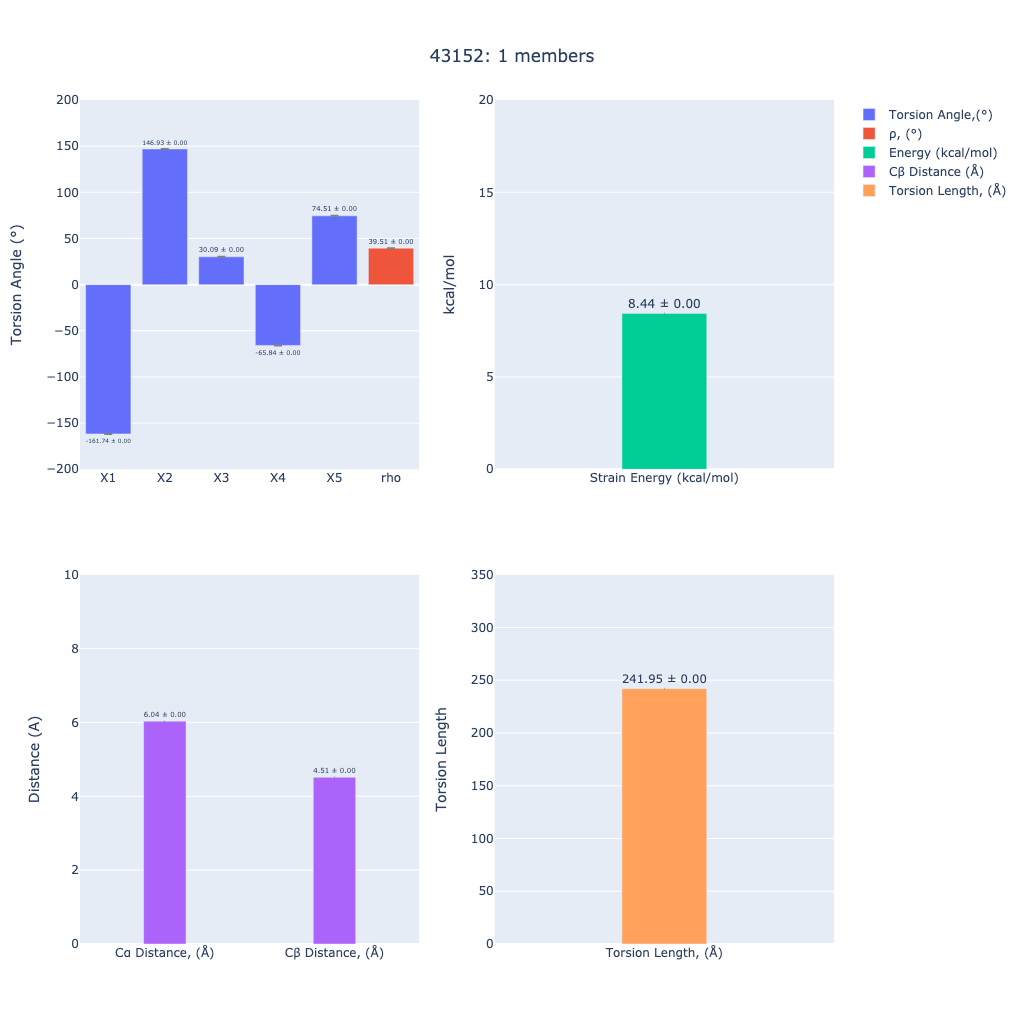 43152: 1 members
Torsion Angle (°)
200
150
100
50
0
−50
−100
−150
−200
-161.74 ± 0.00
146.93 ± 0.00
30.09 ± 0.00
-65.84 ± 0.00
74.51 ± 0.00
39.51 ± 0.00
X1 X2 X3 X4 X5 rho
kcal/mol
20
15
10
5
0
8.44 ± 0.00
Strain Energy (kcal/mol)
Torsion Angle,(°)
ρ, (°)
Energy (kcal/mol)
Cβ Distance (Å)
Torsion Length, (Å)
Distance (A)
10
8
6
4
2
0
6.04 ± 0.00
4.51 ± 0.00
Cα Distance, (Å) Cβ Distance, (Å)
Torsion Length
350
300
250
200
150
100
50
0
241.95 ± 0.00
Torsion Length, (Å)